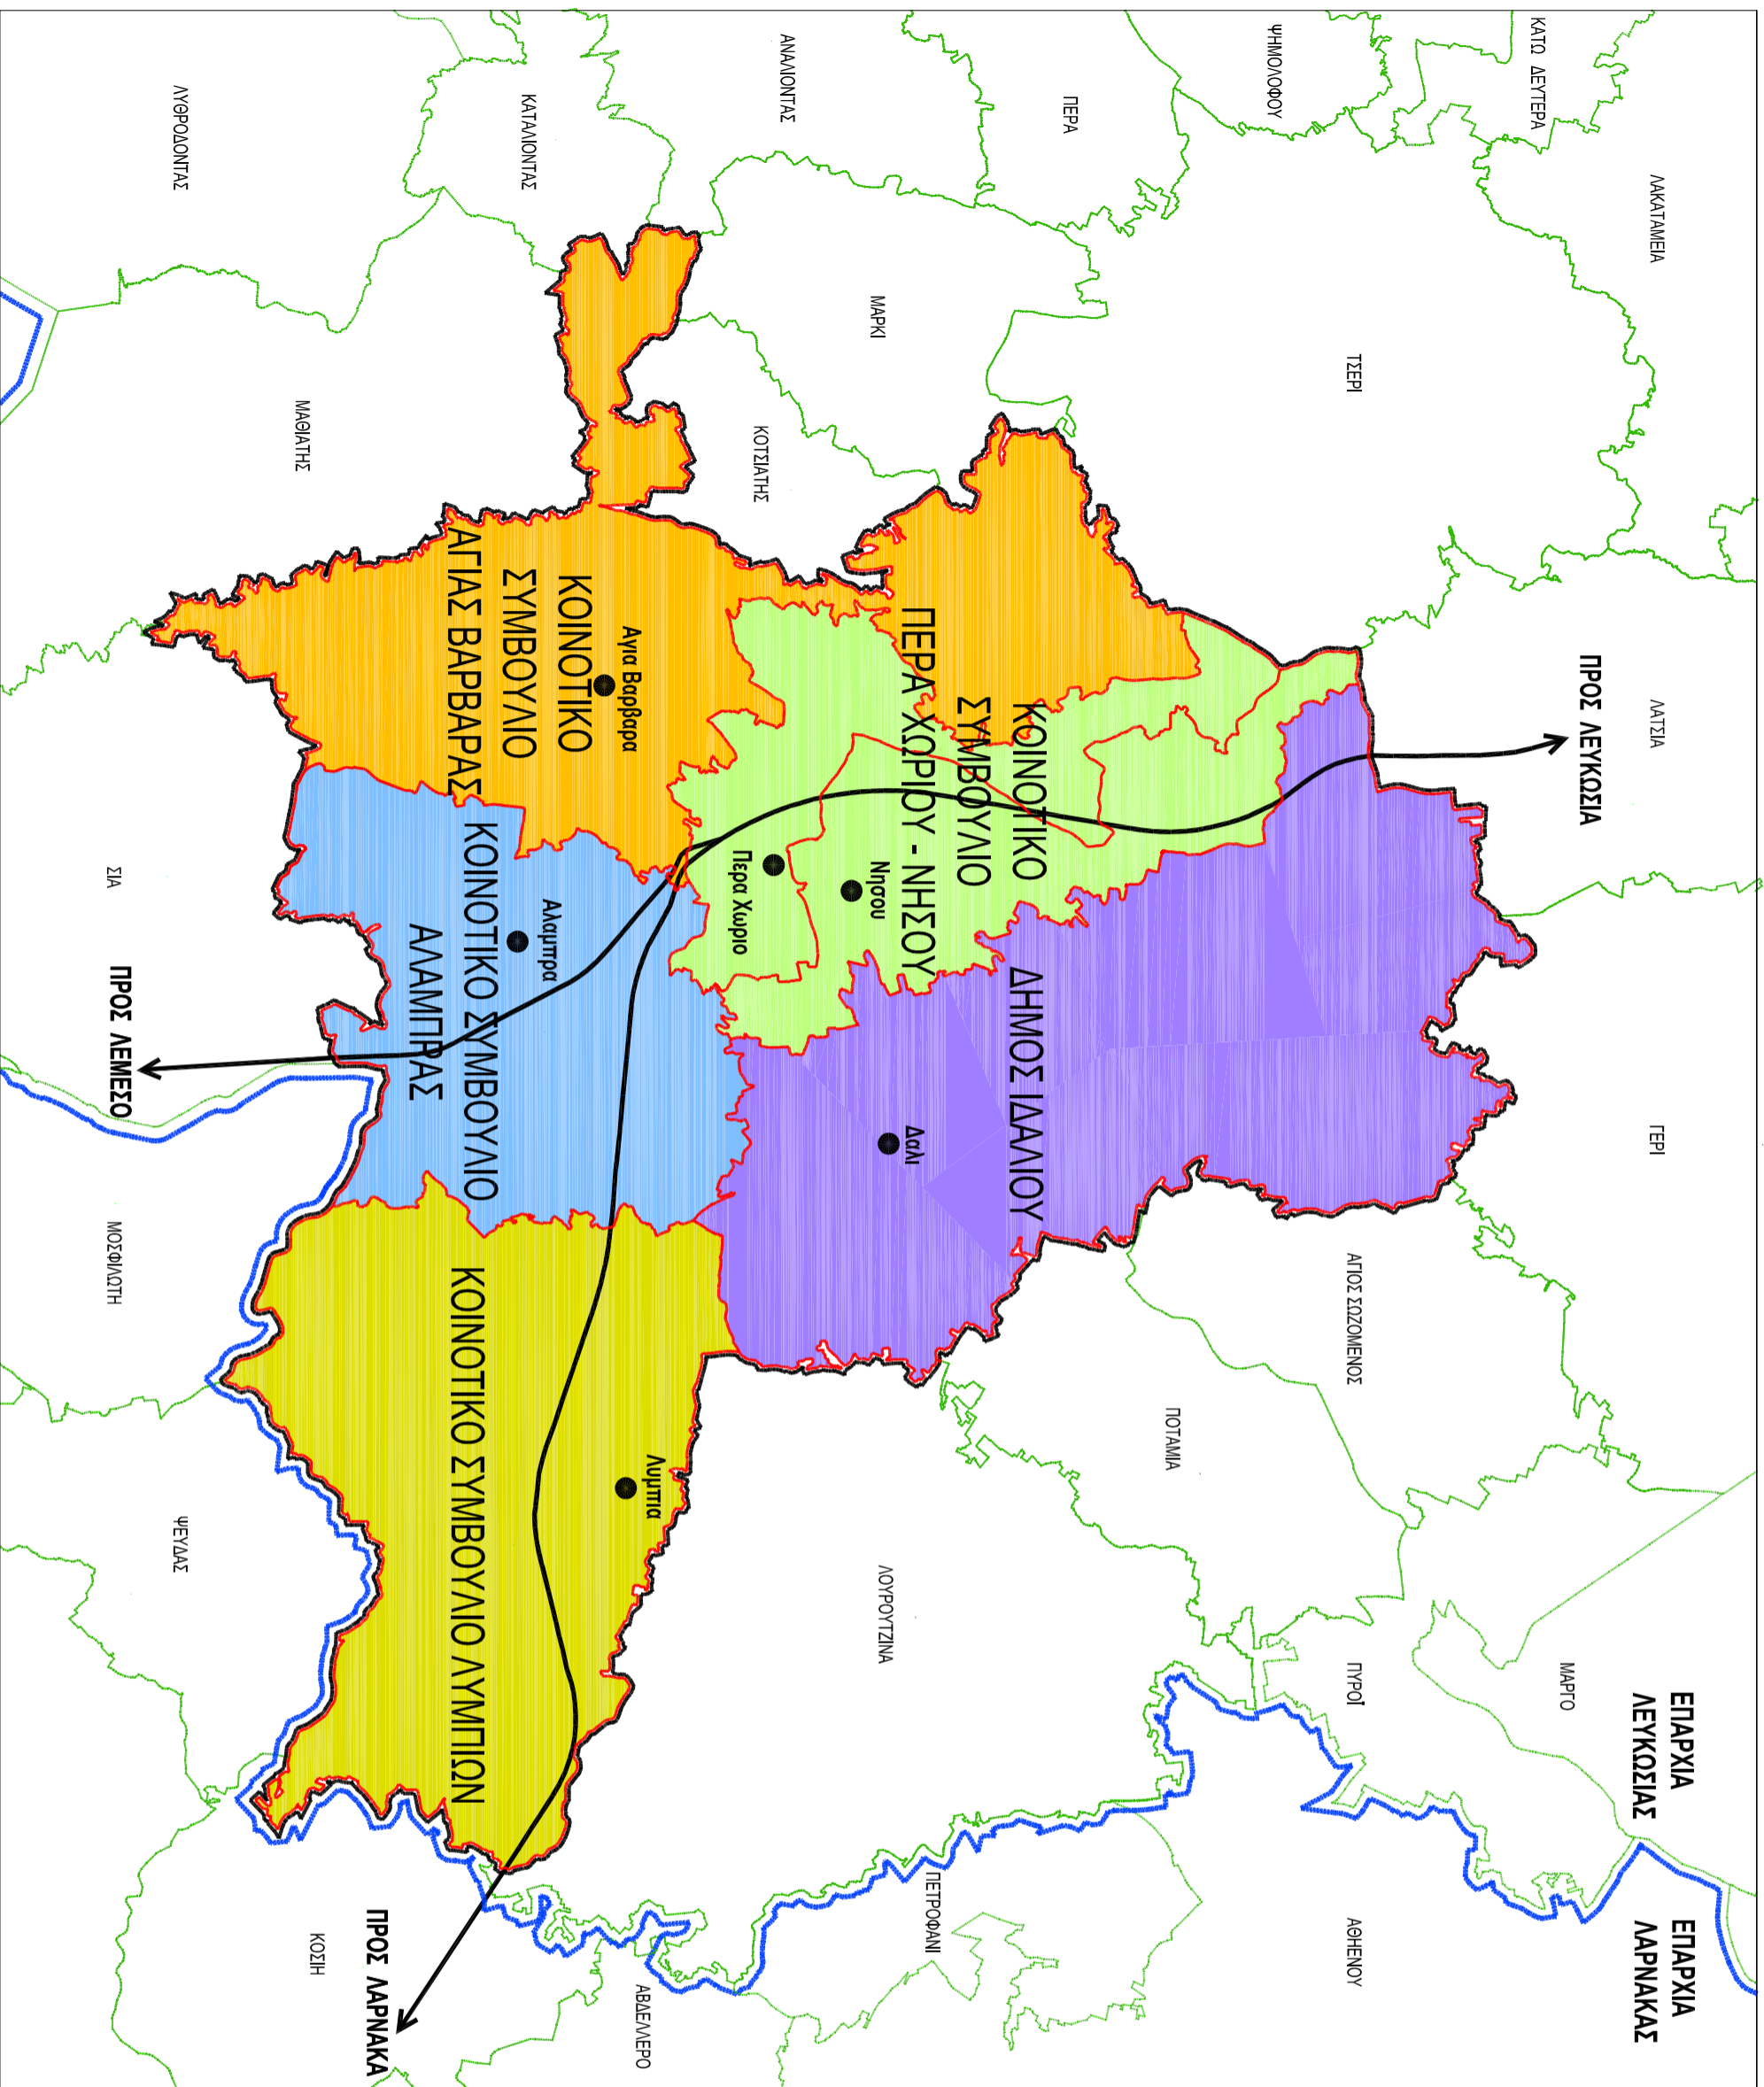 ΚΑΤΩ ΔΕΥΤΕΡΑ
ΛΑΚΑΤΑΜΕΙΑ
ΠΡΟΣ ΛΕΥΚΩΣΙΑ
ΛΑΤΣΙΑ
ΓΕΡΙ
ΕΠΑΡΧΙΑ
ΛΕΥΚΩΣΙΑΣ
ΕΠΑΡΧΙΑ
ΛΑΡΝΑΚΑΣ
ΜΑΡΓΟ
ΨΗΜΟΛΟΦΟΥ
ΤΣΕΡΙ
ΑΓΙΟΣ ΣΩΖΟΜΕΝΟΣ
ΠΥΡΟΪ
ΑΘΗΕΝΟΥ
ΠΕΡΑ
ΠΟΤΑΜΙΑ
ΚΟΙΝΟΤΙΚΟ
ΣΥΜΒΟΥΛΙΟ
ΠΕΡΑ ΧΩΡΙΟΥ - ΝΗΣΟΥ
ΔΗΜΟΣ ΙΔΑΛΙΟΥ
Δαλι
Νησου
Περα Χωριο
ΑΝΑΛΙΟΝΤΑΣ
ΜΑΡΚΙ
ΚΟΤΣΙΑΤΗΣ
ΛΟΥΡΟΥΤΖΙΝΑ
ΠΕΤΡΟΦΑΝΙ
ΑΒΔΕΛΛΕΡΟ
ΚΑΤΑΛΙΟΝΤΑΣ
Αγια Βαρβαρα
ΚΟΙΝΟΤΙΚΟ
ΣΥΜΒΟΥΛΙΟ
ΑΓΙΑΣ ΒΑΡΒΑΡΑΣ
Αλαμπρα
ΚΟΙΝΟΤΙΚΟ ΣΥΜΒΟΥΛΙΟ
ΑΛΑΜΠΡΑΣ
Λυμπια
ΚΟΙΝΟΤΙΚΟ ΣΥΜΒΟΥΛΙΟ ΛΥΜΠΙΩΝ
ΠΡΟΣ ΛΑΡΝΑΚΑ
ΚΟΣΙΗ
ΜΑΘΙΑΤΗΣ
ΛΥΘΡΟΔΟΝΤΑΣ
ΨΕΥΔΑΣ
ΣΙΑ
ΠΡΟΣ ΛΕΜΕΣΟ
ΜΟΣΦΙΛΩΤΗ